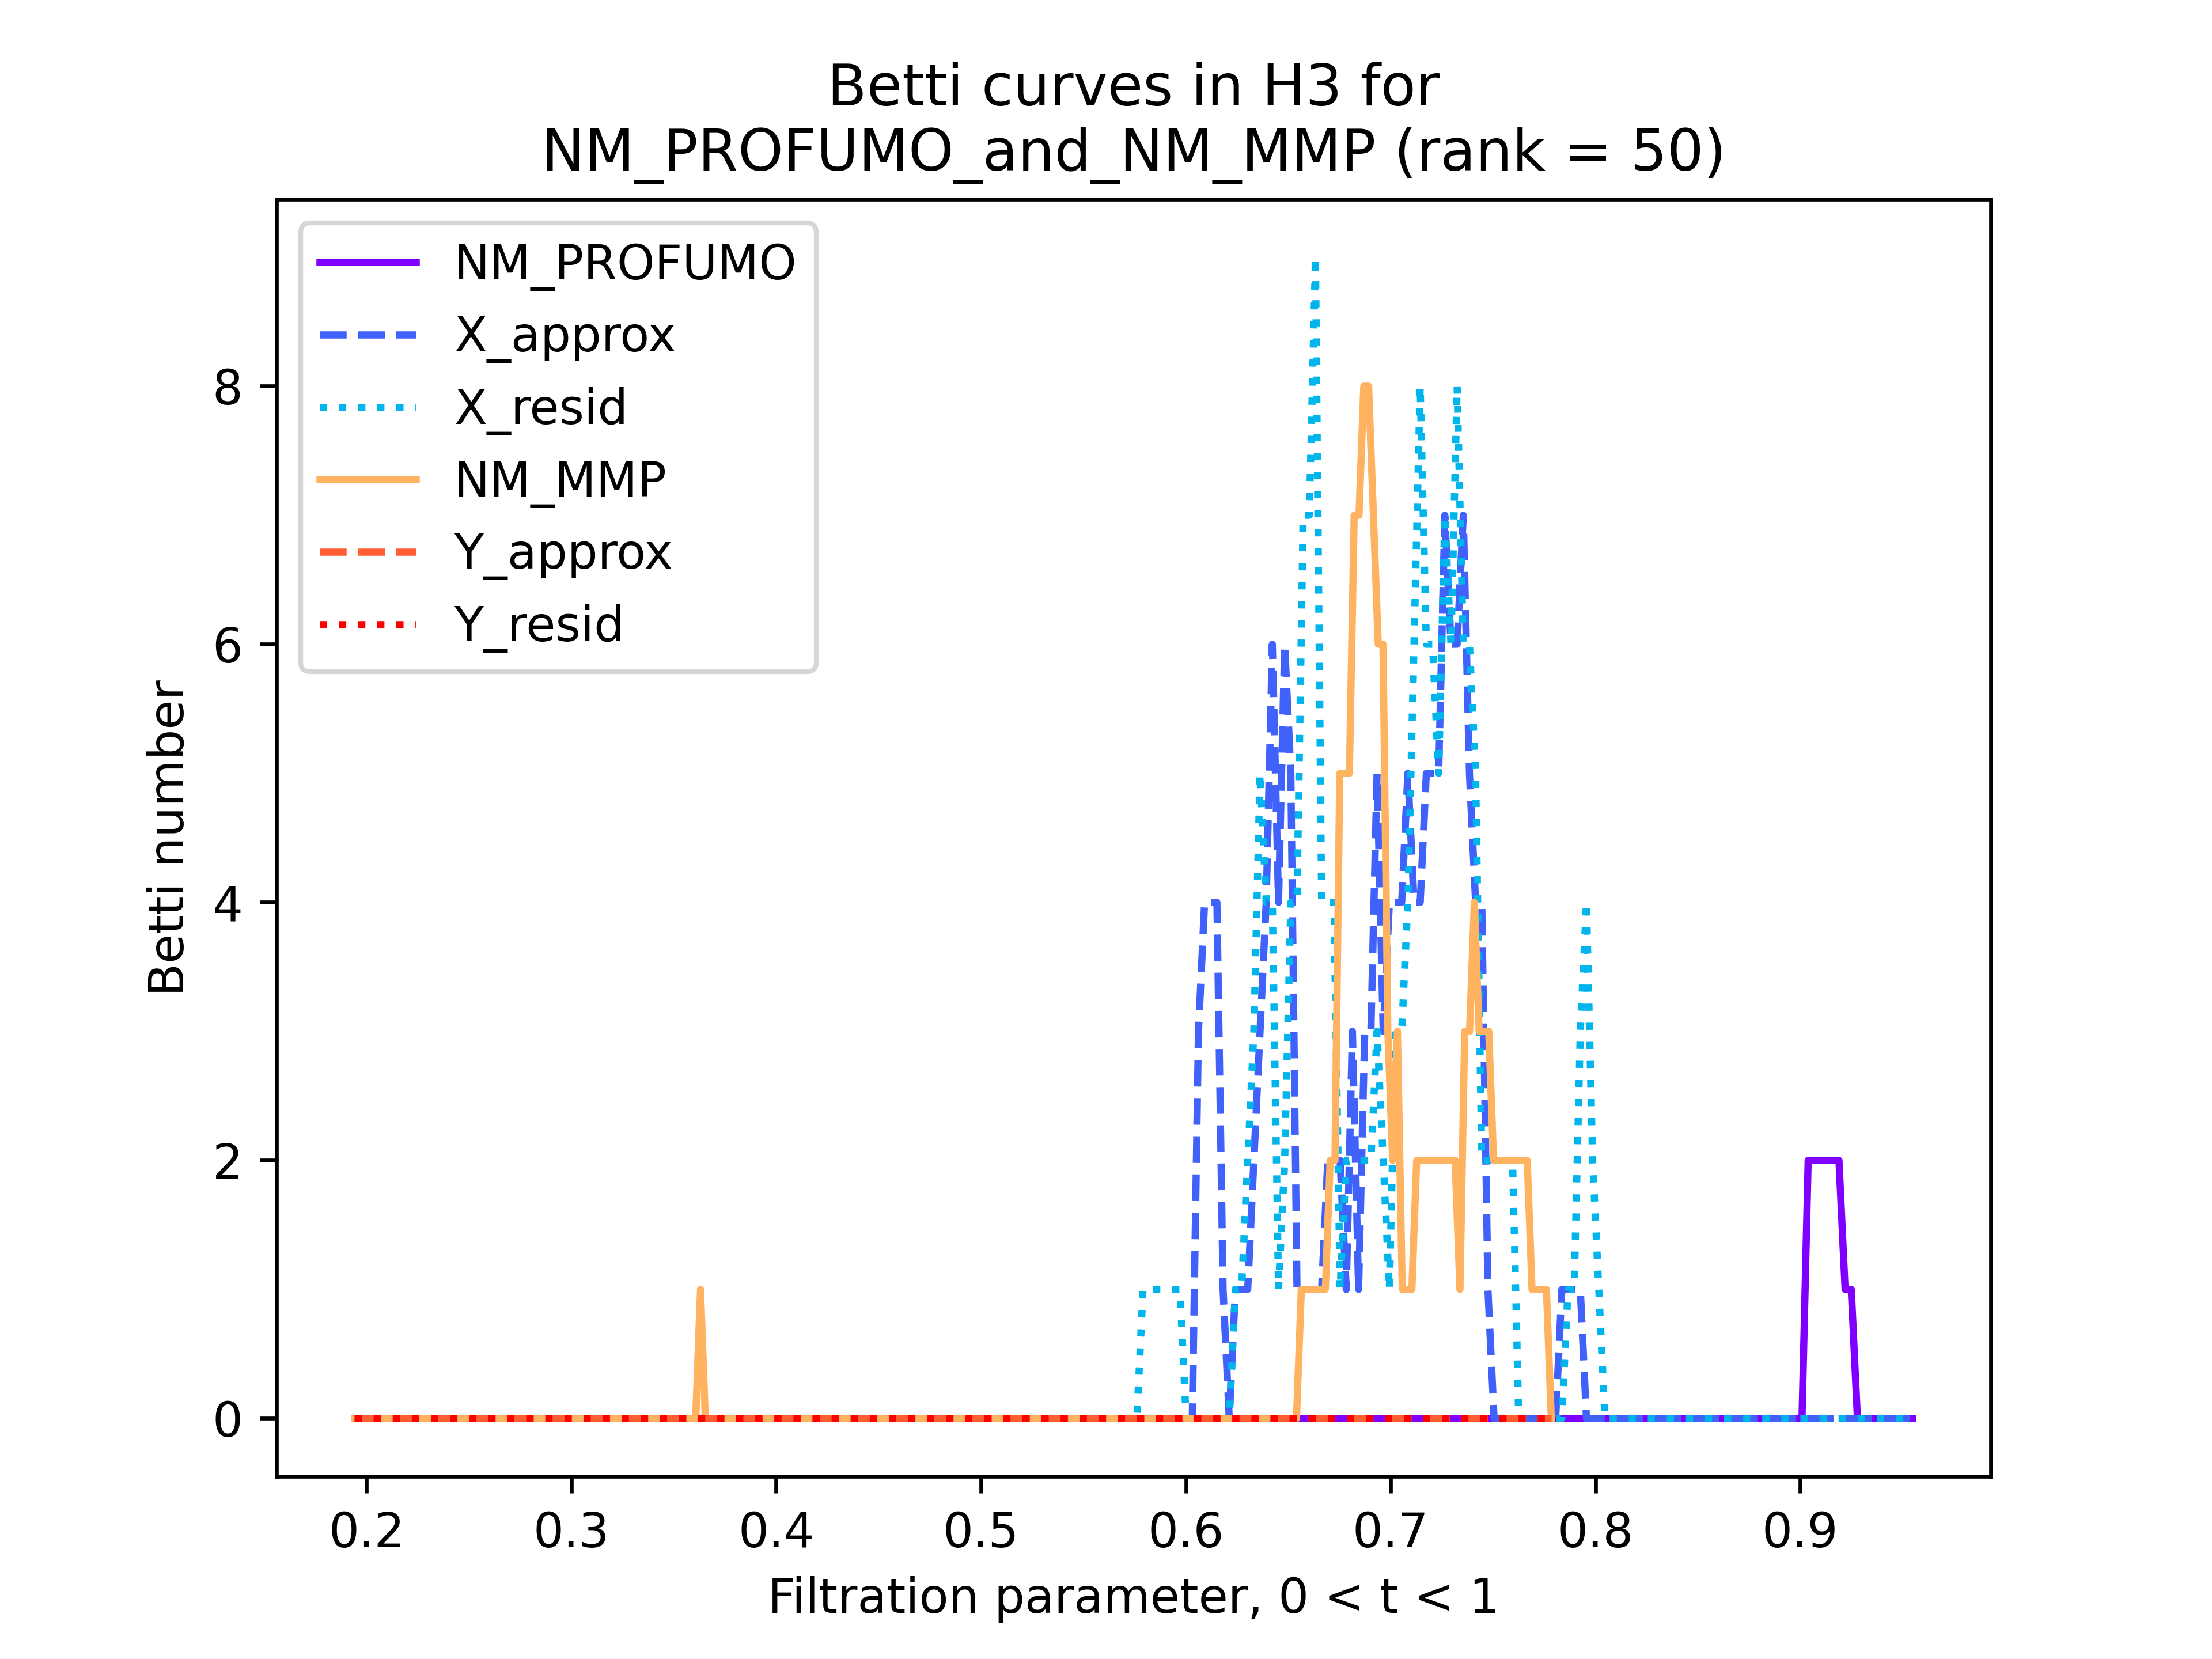 Betti curves in H3 for
NM_PROFUMO_and_NM_MMP (rank = 50)
NM_PROFUMO
X_approx
X_resid
NM_MMP
Y_approx
Y_resid
Betti number
8
6
4
2
0
0.2 0.3 0.4 0.5 0.6 0.7 0.8 0.9
Filtration parameter, 0 < t < 1